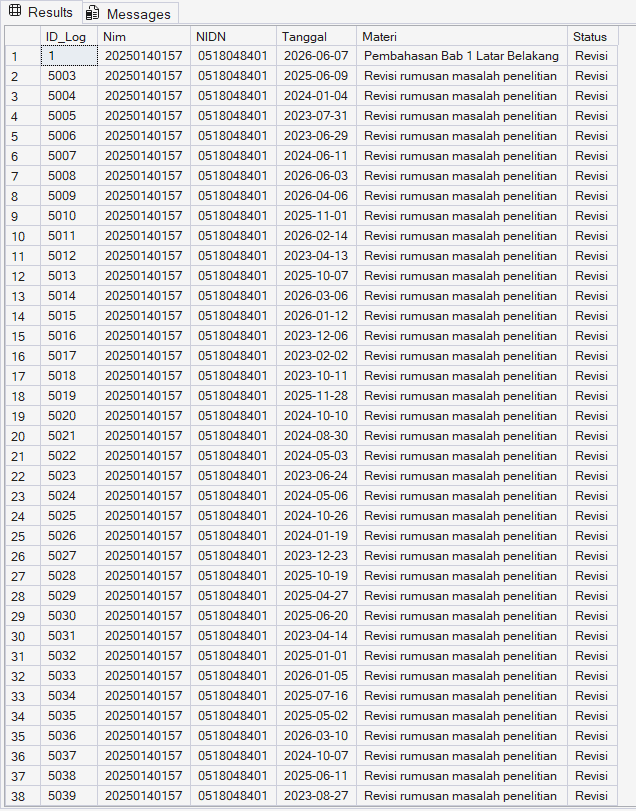 Results Messages
ID_Log Nim NIDN Tanggal Materi Status
1 1 20250140157 0518048401 2026-06-07 Pembahasan Bab 1 Latar Belakang Revisi
2 5003 20250140157 0518048401 2025-06-09 Revisi rumusan masalah penelitian Revisi
3 5004 20250140157 0518048401 2024-01-04 Revisi rumusan masalah penelitian Revisi
4 5005 20250140157 0518048401 2023-07-31 Revisi rumusan masalah penelitian Revisi
5 5006 20250140157 0518048401 2023-06-29 Revisi rumusan masalah penelitian Revisi
6 5007 20250140157 0518048401 2024-06-11 Revisi rumusan masalah penelitian Revisi
7 5008 20250140157 0518048401 2026-06-03 Revisi rumusan masalah penelitian Revisi
8 5009 20250140157 0518048401 2026-04-06 Revisi rumusan masalah penelitian Revisi
9 5010 20250140157 0518048401 2025-11-01 Revisi rumusan masalah penelitian Revisi
10 5011 20250140157 0518048401 2026-02-14 Revisi rumusan masalah penelitian Revisi
11 5012 20250140157 0518048401 2023-04-13 Revisi rumusan masalah penelitian Revisi
12 5013 20250140157 0518048401 2025-10-07 Revisi rumusan masalah penelitian Revisi
13 5014 20250140157 0518048401 2026-03-06 Revisi rumusan masalah penelitian Revisi
14 5015 20250140157 0518048401 2026-01-12 Revisi rumusan masalah penelitian Revisi
15 5016 20250140157 0518048401 2023-12-06 Revisi rumusan masalah penelitian Revisi
16 5017 20250140157 0518048401 2023-02-02 Revisi rumusan masalah penelitian Revisi
17 5018 20250140157 0518048401 2023-10-11 Revisi rumusan masalah penelitian Revisi
18 5019 20250140157 0518048401 2025-11-28 Revisi rumusan masalah penelitian Revisi
19 5020 20250140157 0518048401 2024-10-10 Revisi rumusan masalah penelitian Revisi
20 5021 20250140157 0518048401 2024-08-30 Revisi rumusan masalah penelitian Revisi
21 5022 20250140157 0518048401 2024-05-03 Revisi rumusan masalah penelitian Revisi
22 5023 20250140157 0518048401 2023-06-24 Revisi rumusan masalah penelitian Revisi
23 5024 20250140157 0518048401 2024-05-06 Revisi rumusan masalah penelitian Revisi
24 5025 20250140157 0518048401 2024-10-26 Revisi rumusan masalah penelitian Revisi
25 5026 20250140157 0518048401 2024-01-19 Revisi rumusan masalah penelitian Revisi
26 5027 20250140157 0518048401 2023-12-23 Revisi rumusan masalah penelitian Revisi
27 5028 20250140157 0518048401 2025-10-19 Revisi rumusan masalah penelitian Revisi
28 5029 20250140157 0518048401 2025-04-27 Revisi rumusan masalah penelitian Revisi
29 5030 20250140157 0518048401 2025-06-20 Revisi rumusan masalah penelitian Revisi
30 5031 20250140157 0518048401 2023-04-14 Revisi rumusan masalah penelitian Revisi
31 5032 20250140157 0518048401 2025-01-01 Revisi rumusan masalah penelitian Revisi
32 5033 20250140157 0518048401 2026-01-05 Revisi rumusan masalah penelitian Revisi
33 5034 20250140157 0518048401 2025-07-16 Revisi rumusan masalah penelitian Revisi
34 5035 20250140157 0518048401 2025-05-02 Revisi rumusan masalah penelitian Revisi
35 5036 20250140157 0518048401 2026-03-10 Revisi rumusan masalah penelitian Revisi
36 5037 20250140157 0518048401 2024-10-07 Revisi rumusan masalah penelitian Revisi
37 5038 20250140157 0518048401 2025-06-11 Revisi rumusan masalah penelitian Revisi
38 5039 20250140157 0518048401 2023-08-27 Revisi rumusan masalah penelitian Revisi